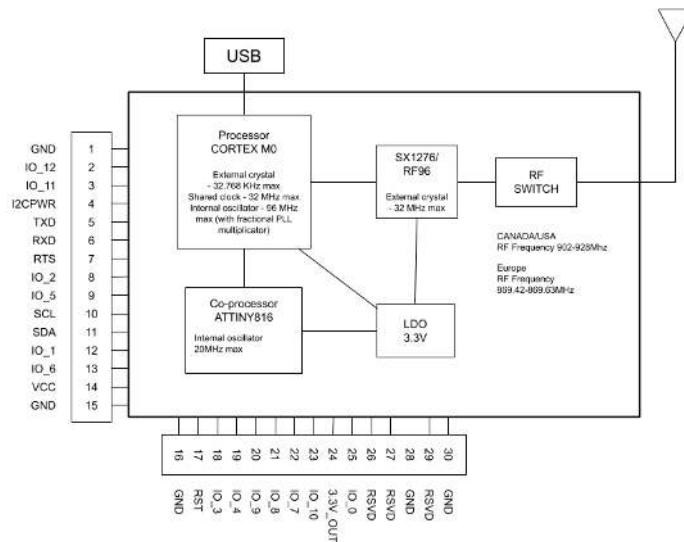 USB
Processor
CORTEX M0
External crystal
- 32.768 KHz max
Shared clock - 32 MHz max
Internal oscillator - 96 MHz
max (with fractional PLL
multiplicator)
SX1276/
RF96
External crystal
- 32 MHz max
RF
SWITCH
CANADA/USA
RF Frequency 902-928Mhz
Europe
RF Frequency
869.42-869.63MHz
Co-processor
ATTINY816
Internal oscillator
20MHz max
LDO
3.3V
GND 1
IO_12 2
IO_11 3
I2CPWR 4
TXD 5
RXD 6
RTS 7
IO_2 8
IO_5 9
SCL 10
SDA 11
IO_1 12
IO_6 13
VCC 14
GND 15
16 GND
17 RST
18 IO_3
19 IO_4
20 IO_9
21 IO_8
22 IO_7
23 IO_10
24 3.3V_OUT
25 IO_0
26 RSVD
27 RSVD
28 GND
29 RSVD
30 GND